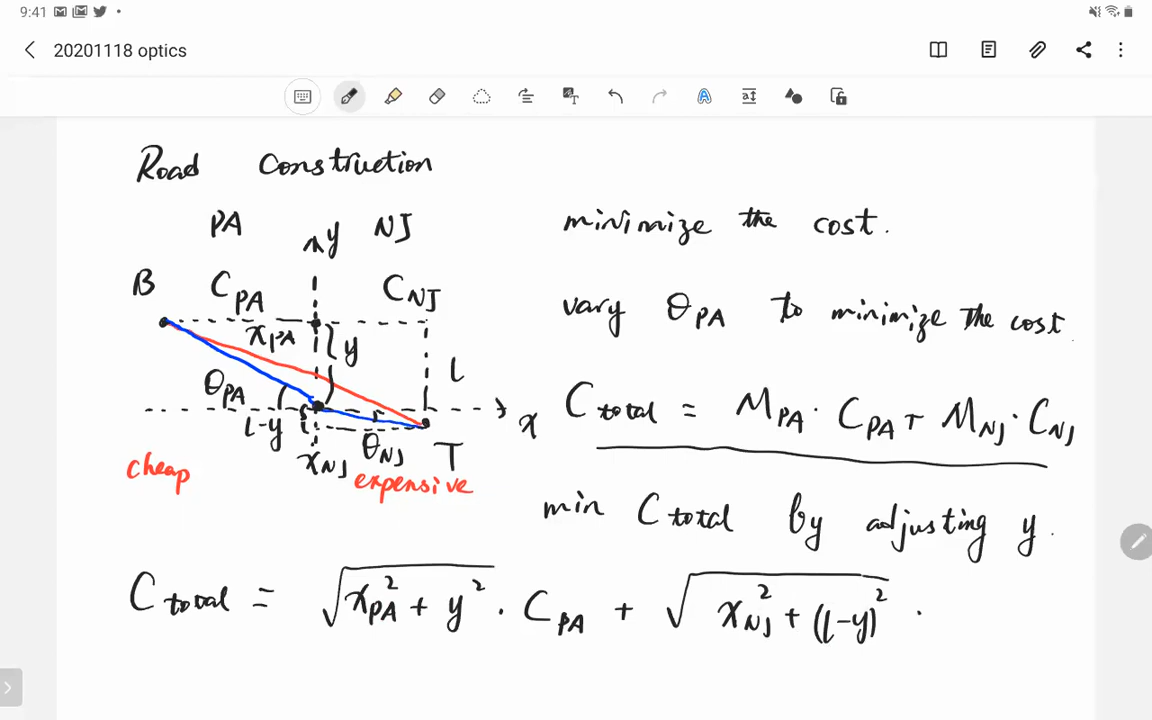 9:41
20201118 optics
Road Construction
PA y NJ
minimize the cost.
B C_PA C_NJ
vary θ_PA to minimize the cost.
x_PA y
l
θ_PA
C_total = M_PA · C_PA + M_NJ · C_NJ
x
l-y θ_NJ
x_NJ T
cheap expensive
min C_total by adjusting y.
C_total = √(x_PA² + y²) · C_PA + √(x_NJ² + (l-y)²) ·